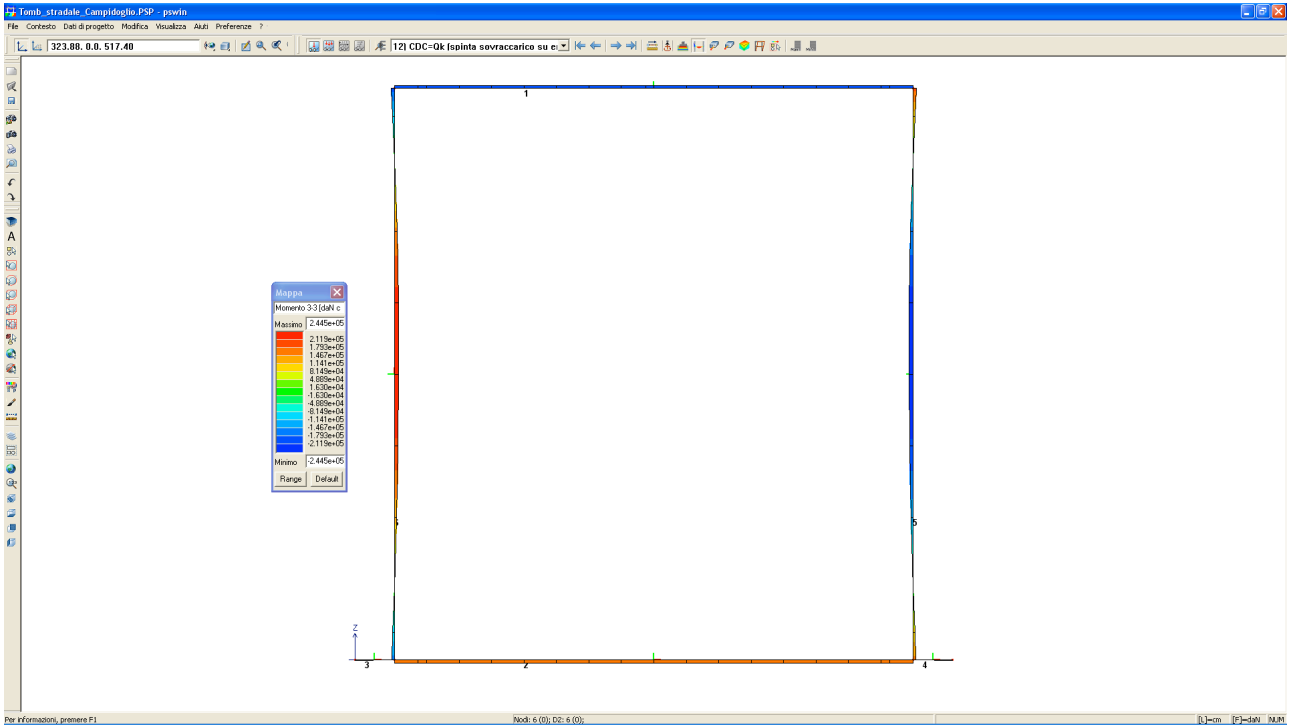 Tomb_stradale_Campidoglio.PSP - pswin
File Contesto Dati di progetto Modifica Visualizza Aiuti Preferenze ?
323.88. 0.0. 517.40
12) CDC=Qk (spinta sovraccarico su e
1
Mappa
Momento 3-3 [daN c
Massimo 2.445e+05
2.119e+05
1.793e+05
1.467e+05
1.141e+05
8.149e+04
4.889e+04
1.630e+04
-1.630e+04
-4.889e+04
-8.149e+04
-1.141e+05
-1.467e+05
-1.793e+05
-2.119e+05
Minimo -2.445e+05
Range Default
A
5
Z
3
2
4
Per informazioni, premere F1
Nodi: 6 (0); D2: 6 (0);
[L]=cm [F]=daN NUM